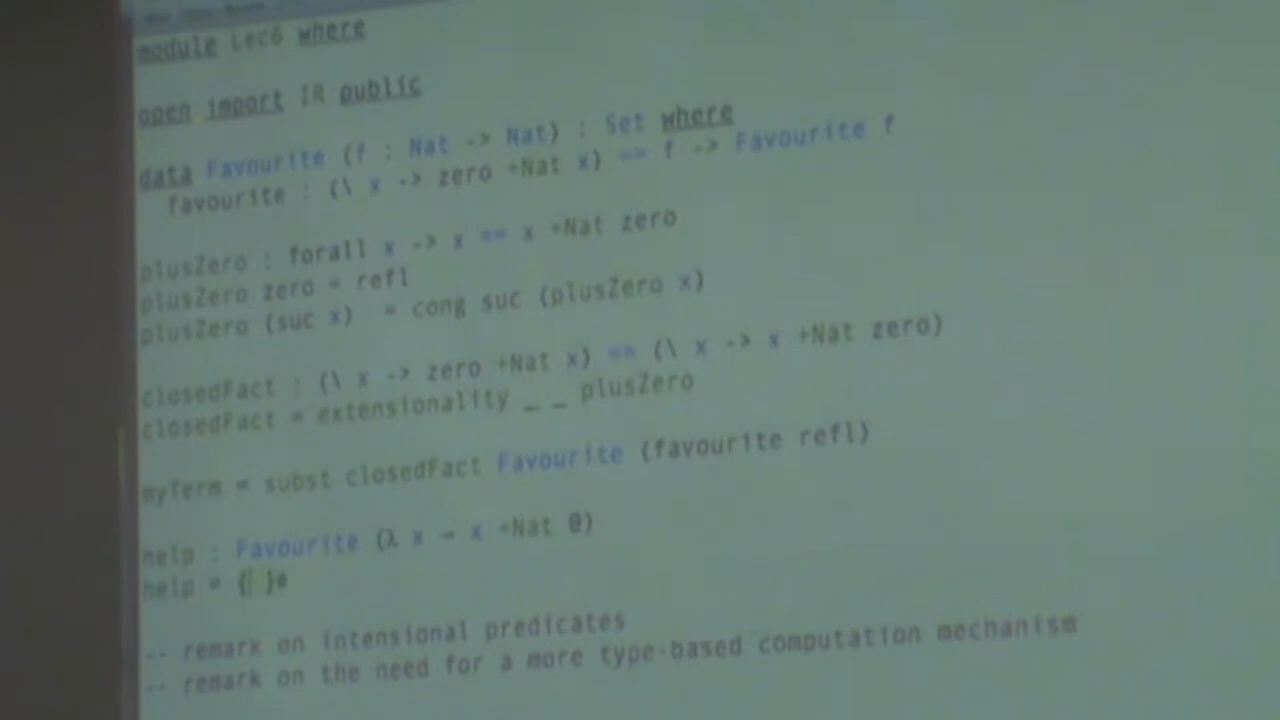 module Lec6 where
open import IR public
data Favourite (f : Nat -> Nat) : Set where
favourite : (\ x -> zero +Nat x) == f -> Favourite f
plusZero : forall x -> x == x +Nat zero
plusZero zero = refl
plusZero (suc x) = cong suc (plusZero x)
closedFact : (\ x -> zero +Nat x) == (\ x -> x +Nat zero)
closedFact = extensionality _ _ plusZero
myTerm = subst closedFact Favourite (favourite refl)
help : Favourite (λ x → x +Nat 0)
help = { }0
-- remark on intensional predicates
-- remark on the need for a more type-based computation mechanism